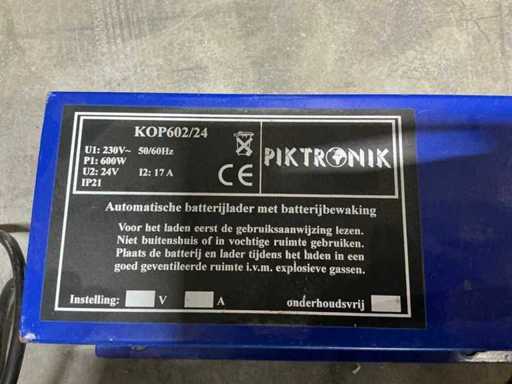 KOP602/24
U1: 230V~ 50/60Hz
P1: 600W
U2: 24V I2: 17 A
IP21
CE
PIKTRONIK
Automatische batterijlader met batterijbewaking
Voor het laden eerst de gebruiksaanwijzing lezen.
Niet buitenshuis of in vochtige ruimte gebruiken.
Plaats de batterij en lader tijdens het laden in een
goed geventileerde ruimte i.v.m. explosieve gassen.
Instelling: V A onderhoudsvrij